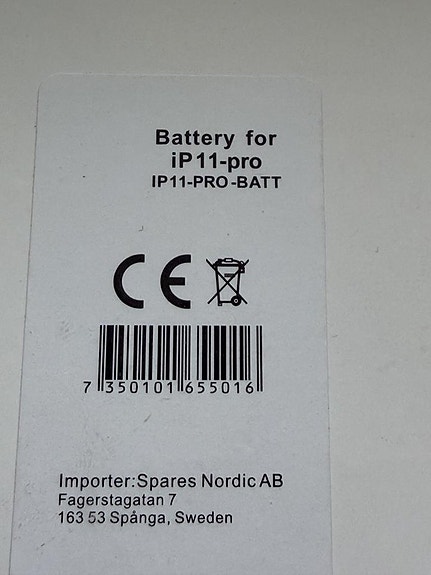 Battery for
iP11-pro
IP11-PRO-BATT
CE
7 350101 655016
Importer:Spares Nordic AB
Fagerstagatan 7
163 53 Spånga, Sweden